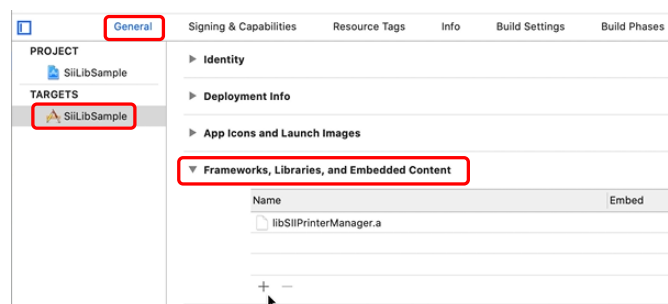 General Signing & Capabilities Resource Tags Info Build Settings Build Phases
PROJECT
SiiLibSample
TARGETS
SiiLibSample
Identity
Deployment Info
App Icons and Launch Images
Frameworks, Libraries, and Embedded Content
Name Embed
libSIIPrinterManager.a